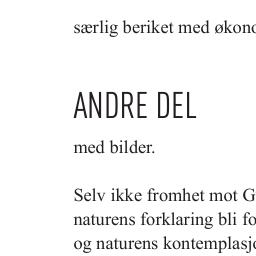 særlig beriket med økono
ANDRE DEL
med bilder.
Selv ikke fromhet mot G
naturens forklaring bli fo
og naturens kontemplasjo